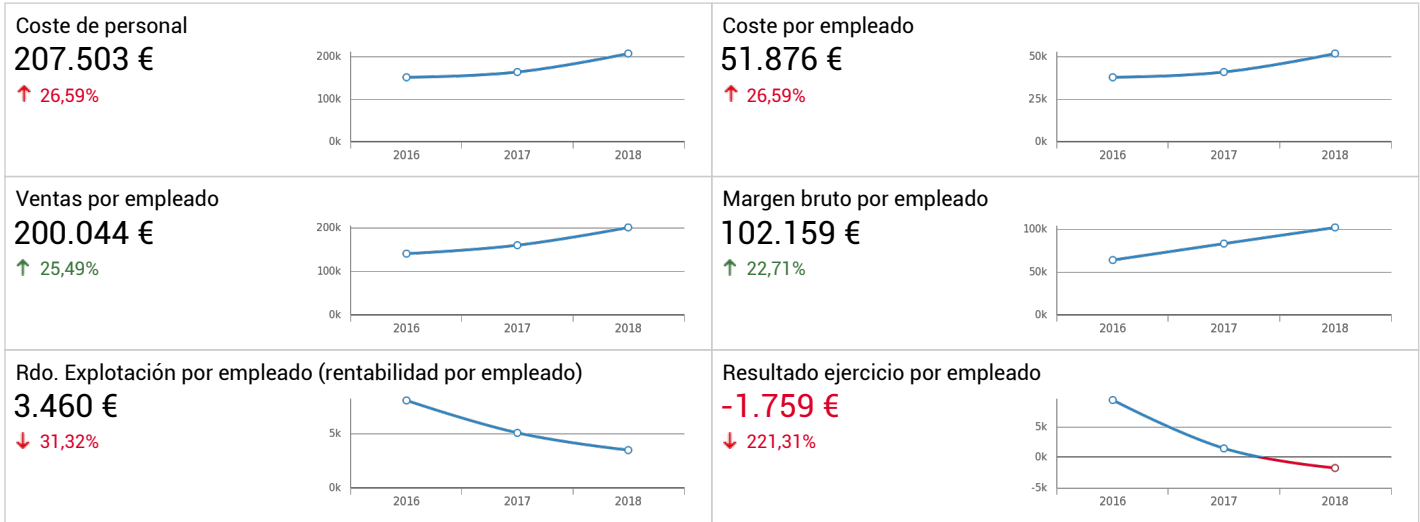 Coste de personal
207.503 €
26,59%
200k
100k
0k
2016 2017 2018
Coste por empleado
51.876 €
26,59%
50k
25k
0k
2016 2017 2018
Ventas por empleado
200.044 €
25,49%
200k
100k
0k
2016 2017 2018
Margen bruto por empleado
102.159 €
22,71%
100k
50k
0k
2016 2017 2018
Rdo. Explotación por empleado (rentabilidad por empleado)
3.460 €
31,32%
5k
0k
2016 2017 2018
Resultado ejercicio por empleado
-1.759 €
221,31%
5k
0k
-5k
2016 2017 2018